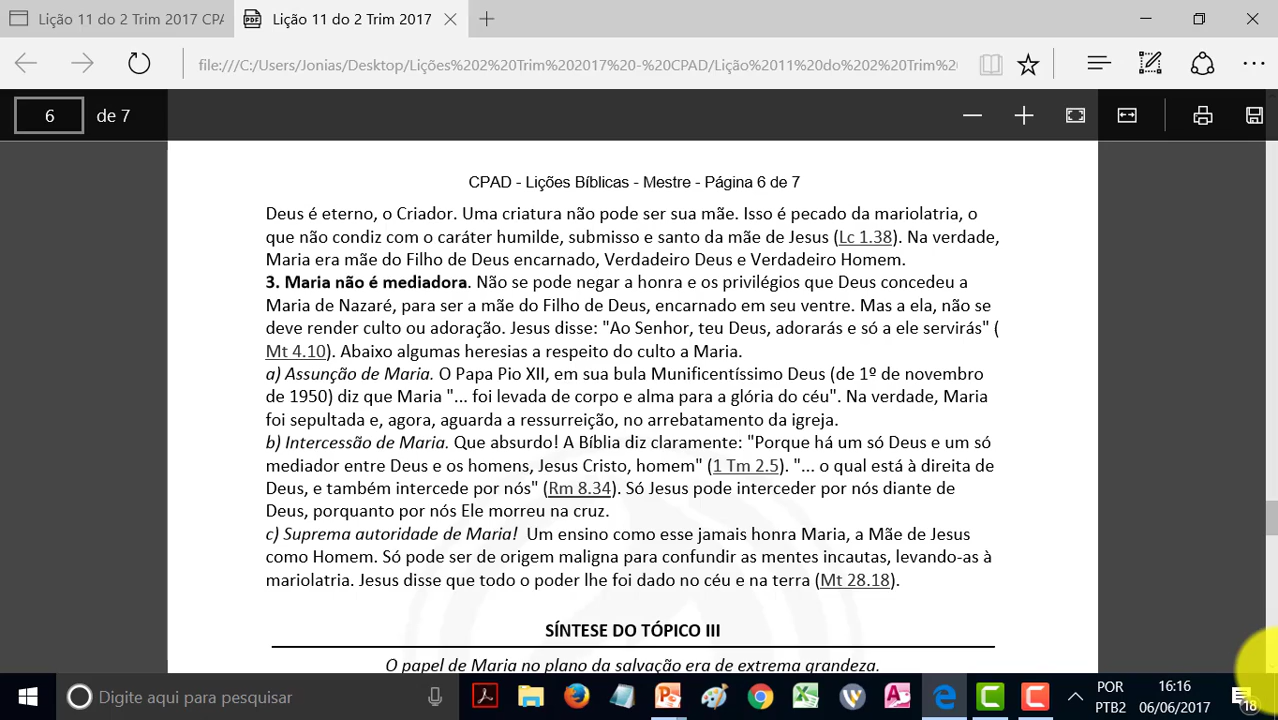 Lição 11 do 2 Trim 2017 CPA
Lição 11 do 2 Trim 2017
file:///C:/Users/Jonias/Desktop/Lições%202%20Trim%202017%20-%20CPAD/Lição%2011%20do%202%20Trim%20
6 de 7
CPAD - Lições Bíblicas - Mestre - Página 6 de 7
Deus é eterno, o Criador. Uma criatura não pode ser sua mãe. Isso é pecado da mariolatria, o
que não condiz com o caráter humilde, submisso e santo da mãe de Jesus (Lc 1.38). Na verdade,
Maria era mãe do Filho de Deus encarnado, Verdadeiro Deus e Verdadeiro Homem.
3. Maria não é mediadora. Não se pode negar a honra e os privilégios que Deus concedeu a
Maria de Nazaré, para ser a mãe do Filho de Deus, encarnado em seu ventre. Mas a ela, não se
deve render culto ou adoração. Jesus disse: "Ao Senhor, teu Deus, adorarás e só a ele servirás" (
Mt 4.10). Abaixo algumas heresias a respeito do culto a Maria.
a) Assunção de Maria. O Papa Pio XII, em sua bula Munificentíssimo Deus (de 1º de novembro
de 1950) diz que Maria "... foi levada de corpo e alma para a glória do céu". Na verdade, Maria
foi sepultada e, agora, aguarda a ressurreição, no arrebatamento da igreja.
b) Intercessão de Maria. Que absurdo! A Bíblia diz claramente: "Porque há um só Deus e um só
mediador entre Deus e os homens, Jesus Cristo, homem" (1 Tm 2.5). "... o qual está à direita de
Deus, e também intercede por nós" (Rm 8.34). Só Jesus pode interceder por nós diante de
Deus, porquanto por nós Ele morreu na cruz.
c) Suprema autoridade de Maria! Um ensino como esse jamais honra Maria, a Mãe de Jesus
como Homem. Só pode ser de origem maligna para confundir as mentes incautas, levando-as à
mariolatria. Jesus disse que todo o poder lhe foi dado no céu e na terra (Mt 28.18).
SÍNTESE DO TÓPICO III
O papel de Maria no plano da salvação era de extrema grandeza.
Digite aqui para pesquisar
POR
PTB2
16:16
06/06/2017
18